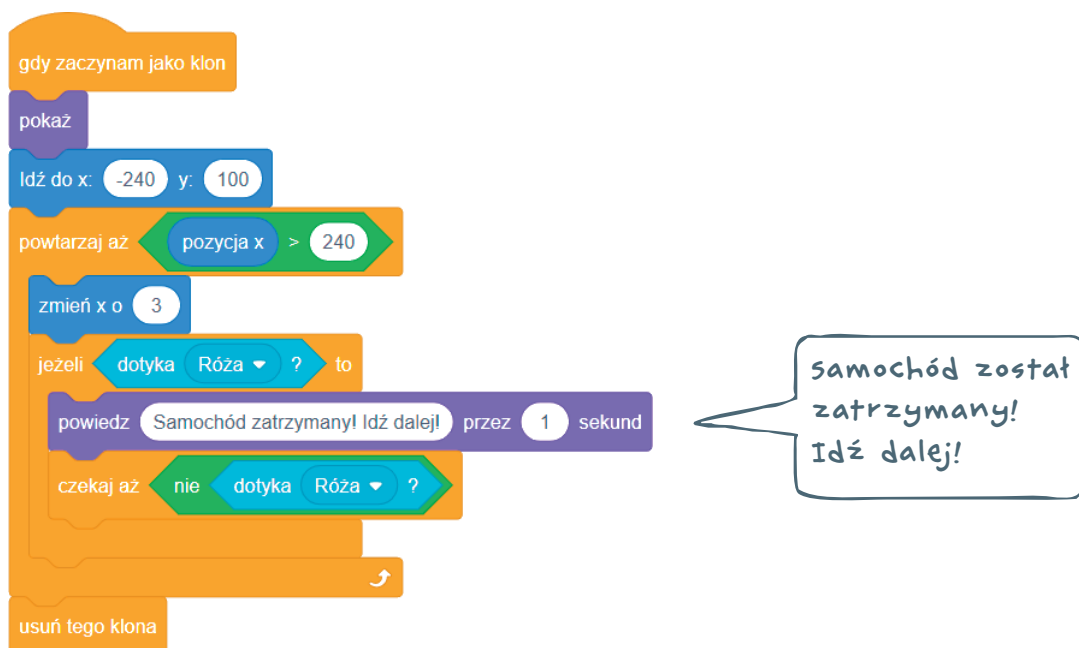 gdy zaczynam jako klon
pokaż
Idź do x: -240 y: 100
powtarzaj aż pozycja x > 240
zmień x o 3
jeżeli dotyka Róża ? to
powiedz Samochód zatrzymany! Idź dalej! przez 1 sekund
czekaj aż nie dotyka Róża ?
usuń tego klona
samochód został
zatrzymany!
Idź dalej!